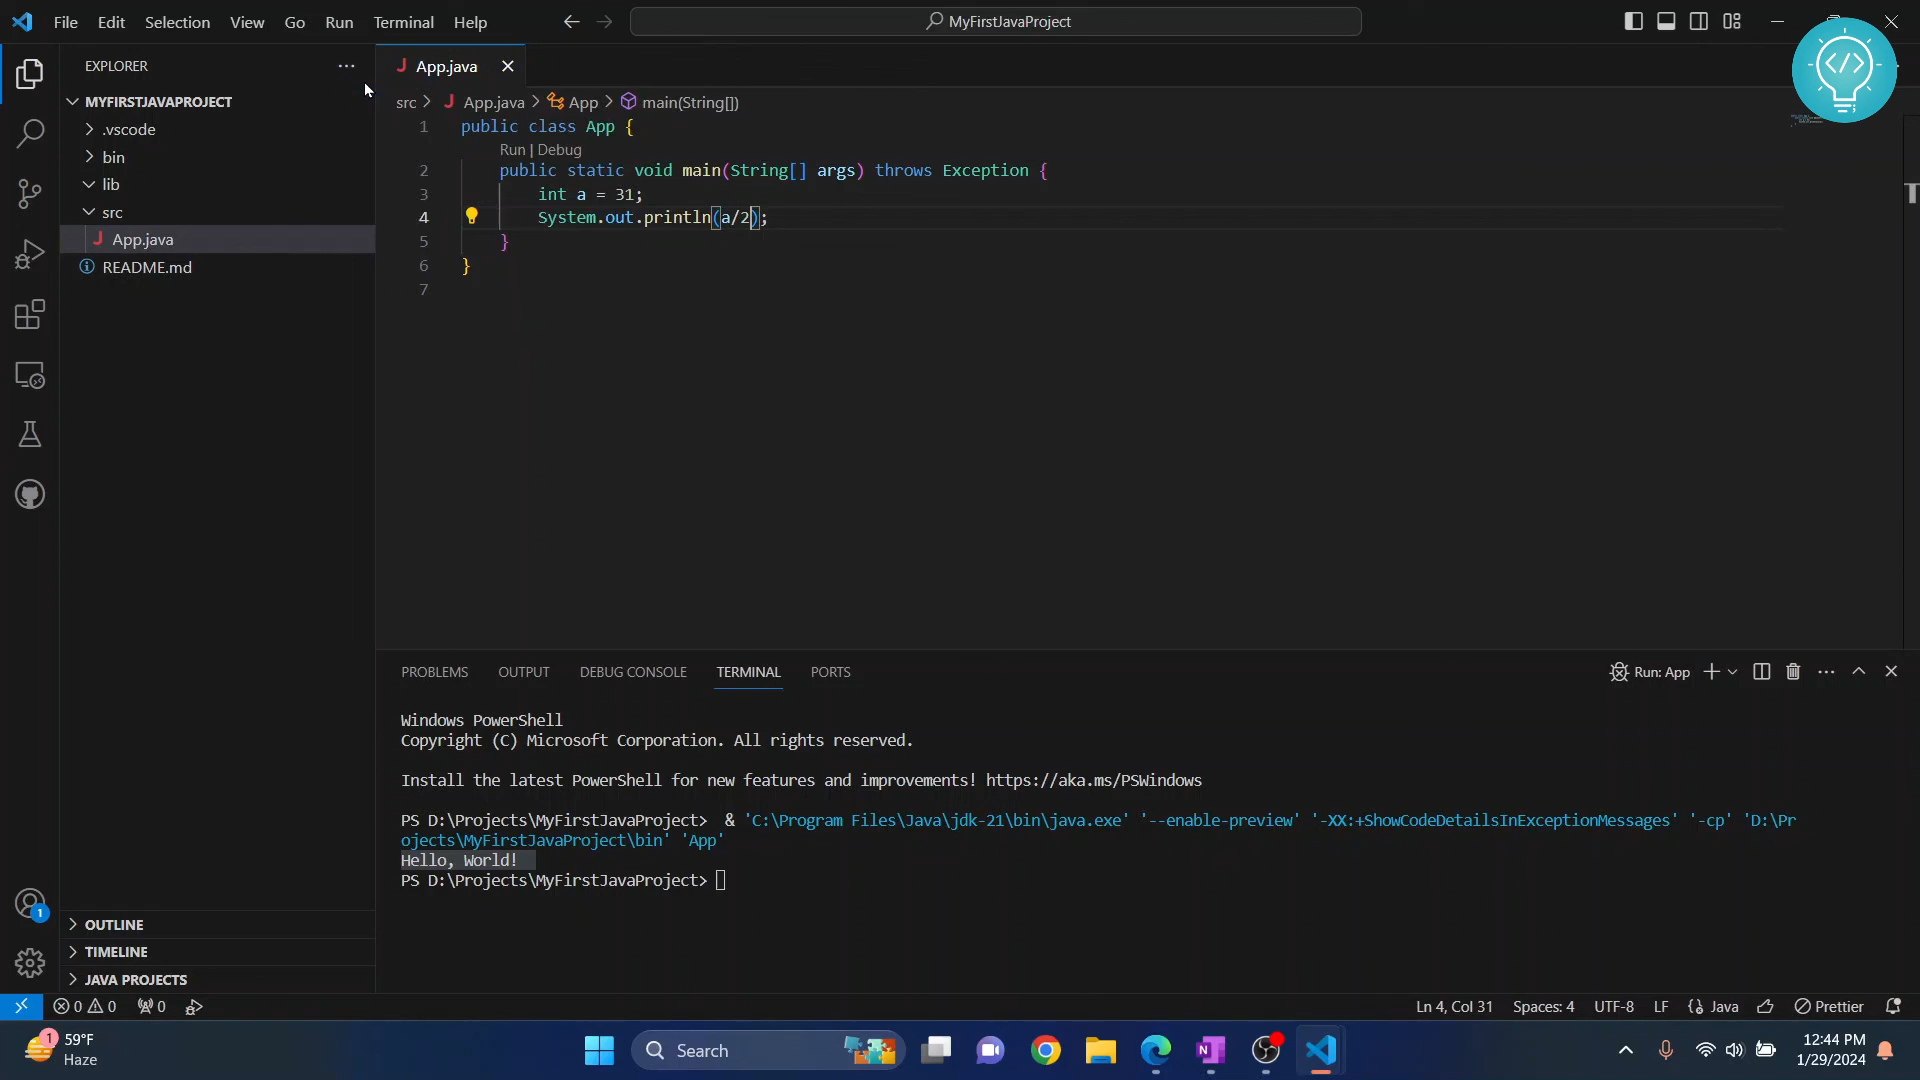 File Edit Selection View Go Run Terminal Help
MyFirstJavaProject
EXPLORER
MYFIRSTJAVAPROJECT
.vscode
bin
lib
src
App.java
README.md
OUTLINE
TIMELINE
JAVA PROJECTS
App.java
src > App.java > App > main(String[])
1 public class App {
Run | Debug
2 public static void main(String[] args) throws Exception {
3 int a = 31;
4 System.out.println(a/2);
5 }
6 }
7
PROBLEMS OUTPUT DEBUG CONSOLE TERMINAL PORTS
Run: App
Windows PowerShell
Copyright (C) Microsoft Corporation. All rights reserved.
Install the latest PowerShell for new features and improvements! https://aka.ms/PSWindows
PS D:\Projects\MyFirstJavaProject>  & 'C:\Program Files\Java\jdk-21\bin\java.exe' '--enable-preview' '-XX:+ShowCodeDetailsInExceptionMessages' '-cp' 'D:\Pr
ojects\MyFirstJavaProject\bin' 'App'
Hello, World!
PS D:\Projects\MyFirstJavaProject>
1
0 0 0
Ln 4, Col 31 Spaces: 4 UTF-8 LF {} Java Prettier
1
59°F
Haze
Search
12:44 PM
1/29/2024